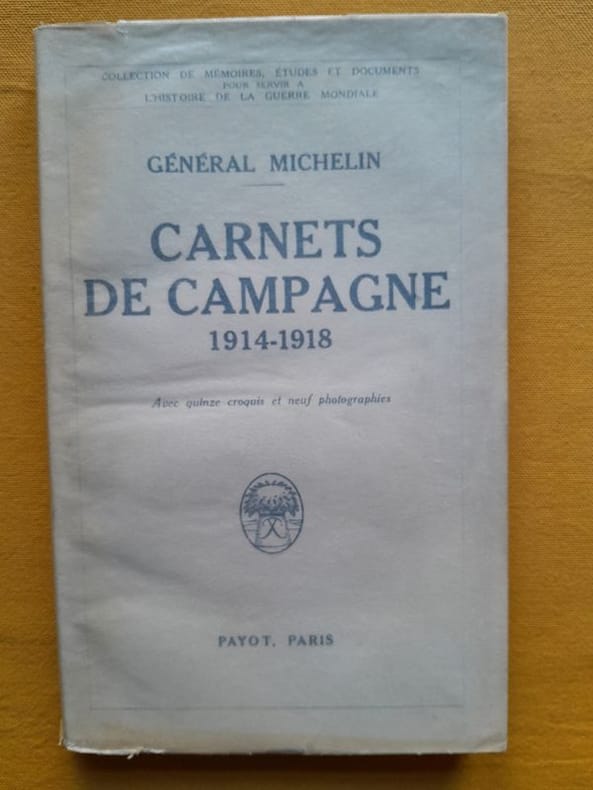 COLLECTION DE MÉMOIRES, ÉTUDES ET DOCUMENTS
POUR SERVIR A
L'HISTOIRE DE LA GUERRE MONDIALE
GÉNÉRAL MICHELIN
CARNETS
DE CAMPAGNE
1914-1918
Avec quinze croquis et neuf photographies
PAYOT, PARIS